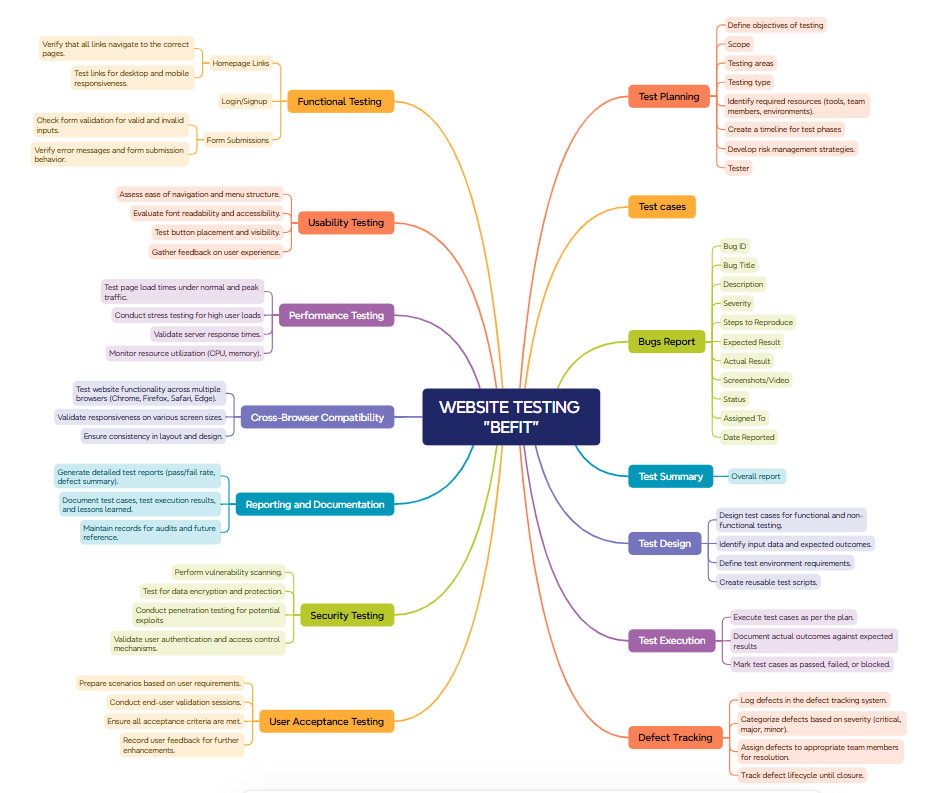 WEBSITE TESTING
"BEFIT"
Functional Testing
Homepage Links
Verify that all links navigate to the correct
pages.
Test links for desktop and mobile
responsiveness.
Login/Signup
Form Submissions
Check form validation for valid and invalid
inputs.
Verify error messages and form submission
behavior.
Usability Testing
Assess ease of navigation and menu structure.
Evaluate font readability and accessibility.
Test button placement and visibility.
Gather feedback on user experience.
Performance Testing
Test page load times under normal and peak
traffic.
Conduct stress testing for high user loads
Validate server response times.
Monitor resource utilization (CPU, memory).
Cross-Browser Compatibility
Test website functionality across multiple
browsers (Chrome, Firefox, Safari, Edge).
Validate responsiveness on various screen sizes.
Ensure consistency in layout and design.
Reporting and Documentation
Generate detailed test reports (pass/fail rate,
defect summary).
Document test cases, test execution results,
and lessons learned.
Maintain records for audits and future
reference.
Security Testing
Perform vulnerability scanning.
Test for data encryption and protection.
Conduct penetration testing for potential
exploits
Validate user authentication and access control
mechanisms.
User Acceptance Testing
Prepare scenarios based on user requirements.
Conduct end-user validation sessions.
Ensure all acceptance criteria are met.
Record user feedback for further
enhancements.
Test Planning
Define objectives of testing
Scope
Testing areas
Testing type
Identify required resources (tools, team
members, environments).
Create a timeline for test phases
Develop risk management strategies.
Tester
Test cases
Bugs Report
Bug ID
Bug Title
Description
Severity
Steps to Reproduce
Expected Result
Actual Result
Screenshots/Video
Status
Assigned To
Date Reported
Test Summary
Overall report
Test Design
Design test cases for functional and non-
functional testing.
Identify input data and expected outcomes.
Define test environment requirements.
Create reusable test scripts.
Test Execution
Execute test cases as per the plan.
Document actual outcomes against expected
results
Mark test cases as passed, failed, or blocked.
Defect Tracking
Log defects in the defect tracking system.
Categorize defects based on severity (critical,
major, minor).
Assign defects to appropriate team members
for resolution.
Track defect lifecycle until closure.